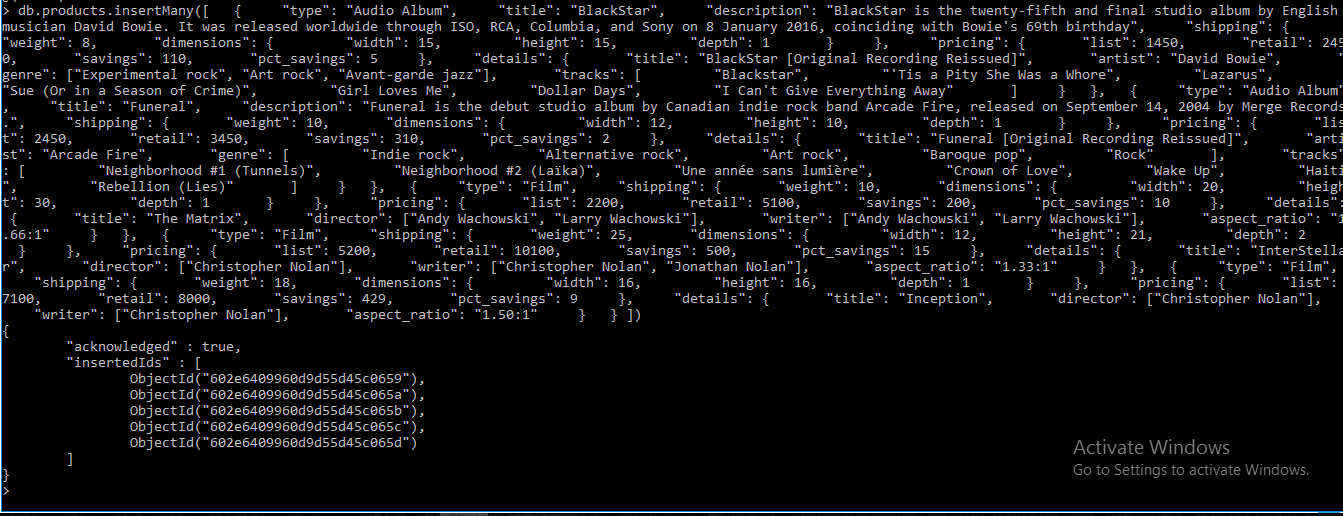 > db.products.insertMany([   {     "type": "Audio Album",     "title": "BlackStar",     "description": "BlackStar is the twenty-fifth and final studio album by English
musician David Bowie. It was released worldwide through ISO, RCA, Columbia, and Sony on 8 January 2016, coinciding with Bowie's 69th birthday",     "shipping": {
"weight": 8,     "dimensions": {     "width": 15,     "height": 15,     "depth": 1     }     },     "pricing": {     "list": 1450,     "retail": 245
0,     "savings": 110,     "pct_savings": 5     },     "details": {     "title": "BlackStar [Original Recording Reissued]",     "artist": "David Bowie",     "
genre": ["Experimental rock", "Art rock", "Avant-garde jazz"],     "tracks": [     "Blackstar",     "'Tis a Pity She Was a Whore",     "Lazarus",
"Sue (Or in a Season of Crime)",     "Girl Loves Me",     "Dollar Days",     "I Can't Give Everything Away"     ]     }   },   {     "type": "Audio Album"
,     "title": "Funeral",     "description": "Funeral is the debut studio album by Canadian indie rock band Arcade Fire, released on September 14, 2004 by Merge Records
.",     "shipping": {     "weight": 10,     "dimensions": {     "width": 12,     "height": 10,     "depth": 1     }     },     "pricing": {     "lis
t": 2450,     "retail": 3450,     "savings": 310,     "pct_savings": 2     },     "details": {     "title": "Funeral [Original Recording Reissued]",     "arti
st": "Arcade Fire",     "genre": [     "Indie rock",     "Alternative rock",     "Art rock",     "Baroque pop",     "Rock"     ],     "tracks"
: [     "Neighborhood #1 (Tunnels)",     "Neighborhood #2 (Laïka)",     "Une année sans lumière",     "Crown of Love",     "Wake Up",     "Haiti
",     "Rebellion (Lies)"     ]     }   },   {     "type": "Film",     "shipping": {     "weight": 10,     "dimensions": {     "width": 20,     "heigh
t": 30,     "depth": 1     }     },     "pricing": {     "list": 2200,     "retail": 5100,     "savings": 200,     "pct_savings": 10     },     "details":
{     "title": "The Matrix",     "director": ["Andy Wachowski", "Larry Wachowski"],     "writer": ["Andy Wachowski", "Larry Wachowski"],     "aspect_ratio": "1
.66:1"     }   },   {     "type": "Film",     "shipping": {     "weight": 25,     "dimensions": {     "width": 12,     "height": 21,     "depth": 2
}     },     "pricing": {     "list": 5200,     "retail": 10100,     "savings": 500,     "pct_savings": 15     },     "details": {     "title": "InterStella
r",     "director": ["Christopher Nolan"],     "writer": ["Christopher Nolan", "Jonathan Nolan"],     "aspect_ratio": "1.33:1"     }   },   {     "type": "Film",
"shipping": {     "weight": 18,     "dimensions": {     "width": 16,     "height": 16,     "depth": 1     }     },     "pricing": {     "list":
7100,     "retail": 8000,     "savings": 429,     "pct_savings": 9     },     "details": {     "title": "Inception",     "director": ["Christopher Nolan"],
"writer": ["Christopher Nolan"],     "aspect_ratio": "1.50:1"     }   } ])
{
"acknowledged" : true,
"insertedIds" : [
ObjectId("602e6409960d9d55d45c0659"),
ObjectId("602e6409960d9d55d45c065a"),
ObjectId("602e6409960d9d55d45c065b"),
ObjectId("602e6409960d9d55d45c065c"),
ObjectId("602e6409960d9d55d45c065d")
]
}
>
Activate Windows
Go to Settings to activate Windows.